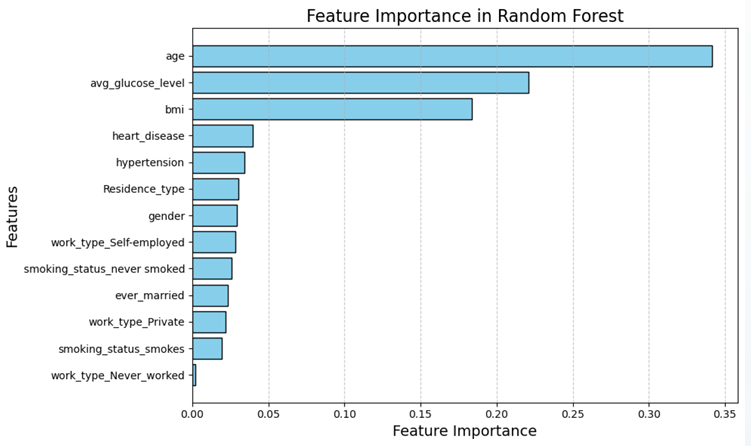 Feature Importance in Random Forest
age
avg_glucose_level
bmi
heart_disease
hypertension
Residence_type
gender
work_type_Self-employed
smoking_status_never smoked
ever_married
work_type_Private
smoking_status_smokes
work_type_Never_worked
Features
0.00 0.05 0.10 0.15 0.20 0.25 0.30 0.35
Feature Importance